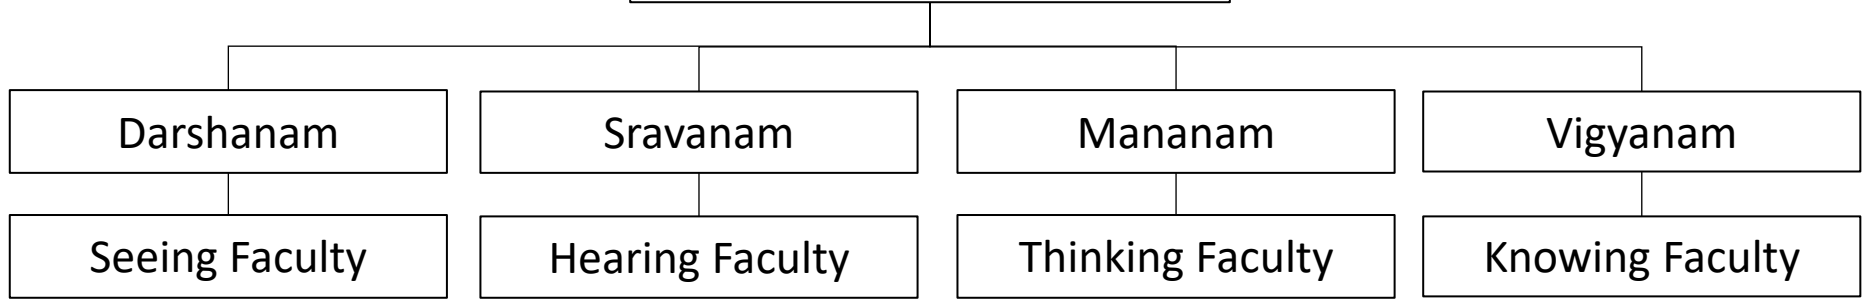 Darshanam
Sravanam
Mananam
Vigyanam
Seeing Faculty
Hearing Faculty
Thinking Faculty
Knowing Faculty